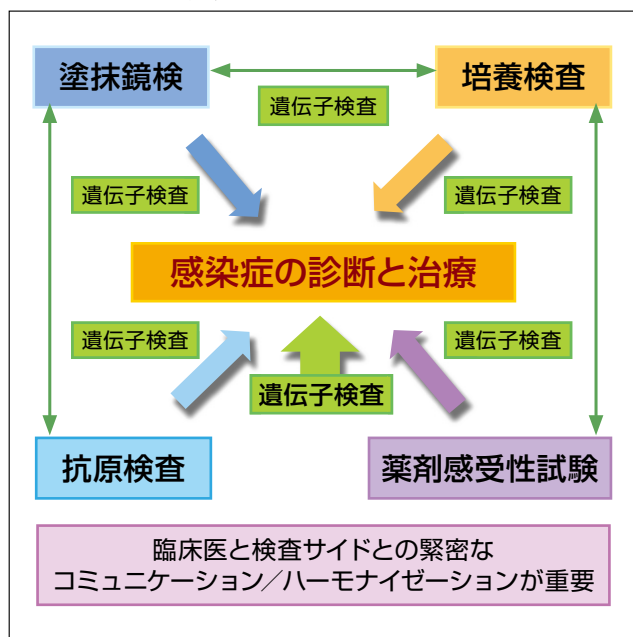 塗抹鏡検
培養検査
遺伝子検査
遺伝子検査
遺伝子検査
感染症の診断と治療
遺伝子検査
遺伝子検査
遺伝子検査
抗原検査
薬剤感受性試験
臨床医と検査サイドとの緊密な
コミュニケーション／ハーモナイゼーションが重要